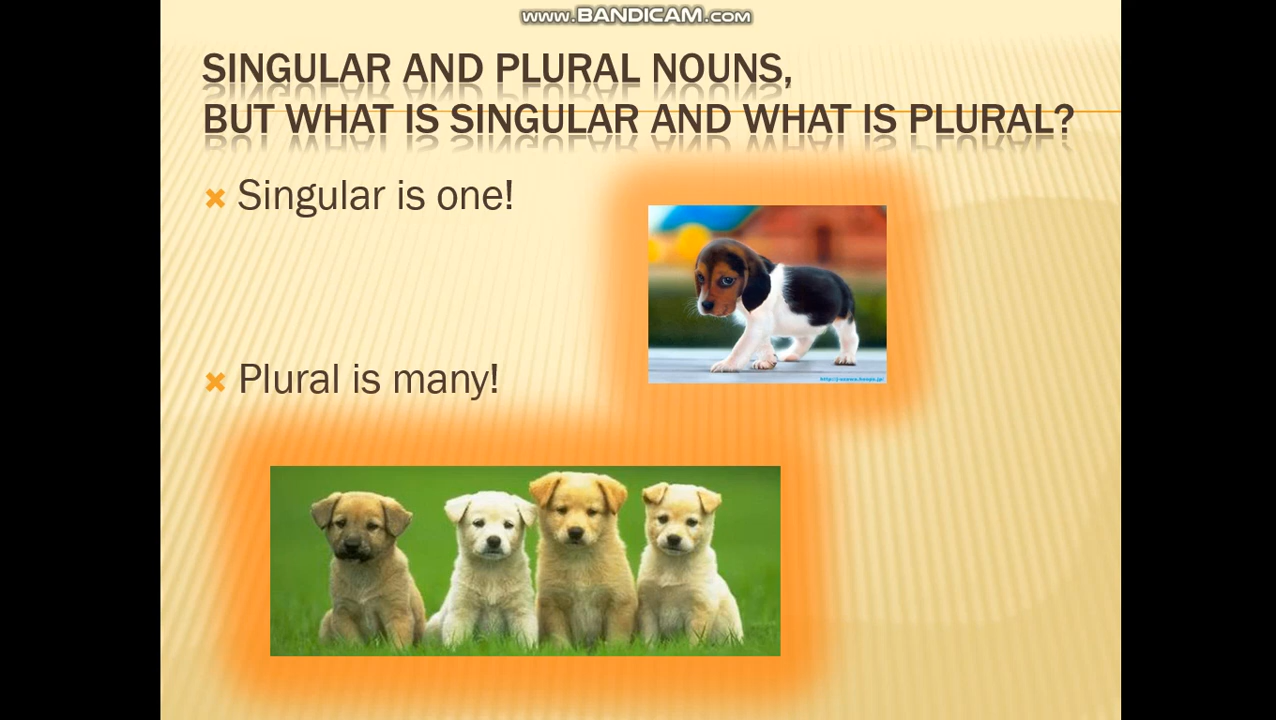 www.BANDICAM.com
SINGULAR AND PLURAL NOUNS,
BUT WHAT IS SINGULAR AND WHAT IS PLURAL?
Singular is one!
Plural is many!